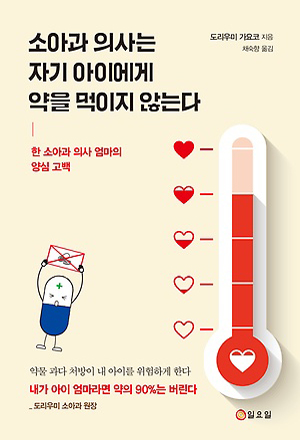 소아과 의사는
도리우미 가요코 지음
자기 아이에게
채숙향 옮김
약을 먹이지 않는다
한 소아과 의사 엄마의
양심 고백
약물 과다 처방이 내 아이를 위험하게 한다
내가 아이 엄마라면 약의 90%는 버린다
_ 도리우미 소아과 원장
일요일